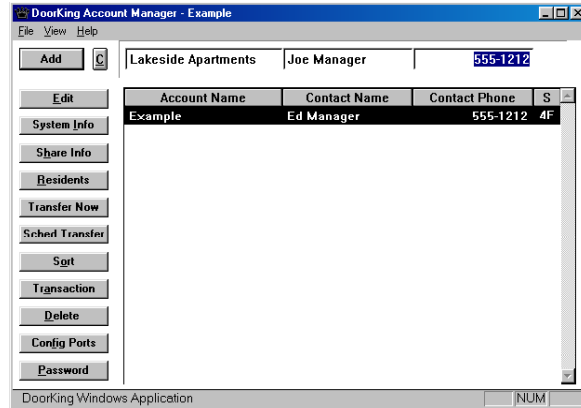 DoorKing Account Manager - Example
File View Help
Add C Lakeside Apartments Joe Manager 555-1212
Edit
System Info
Share Info
Residents
Transfer Now
Sched Transfer
Sort
Transaction
Delete
Config Ports
Password
Account Name Contact Name Contact Phone S
Example Ed Manager 555-1212 4F
DoorKing Windows Application NUM